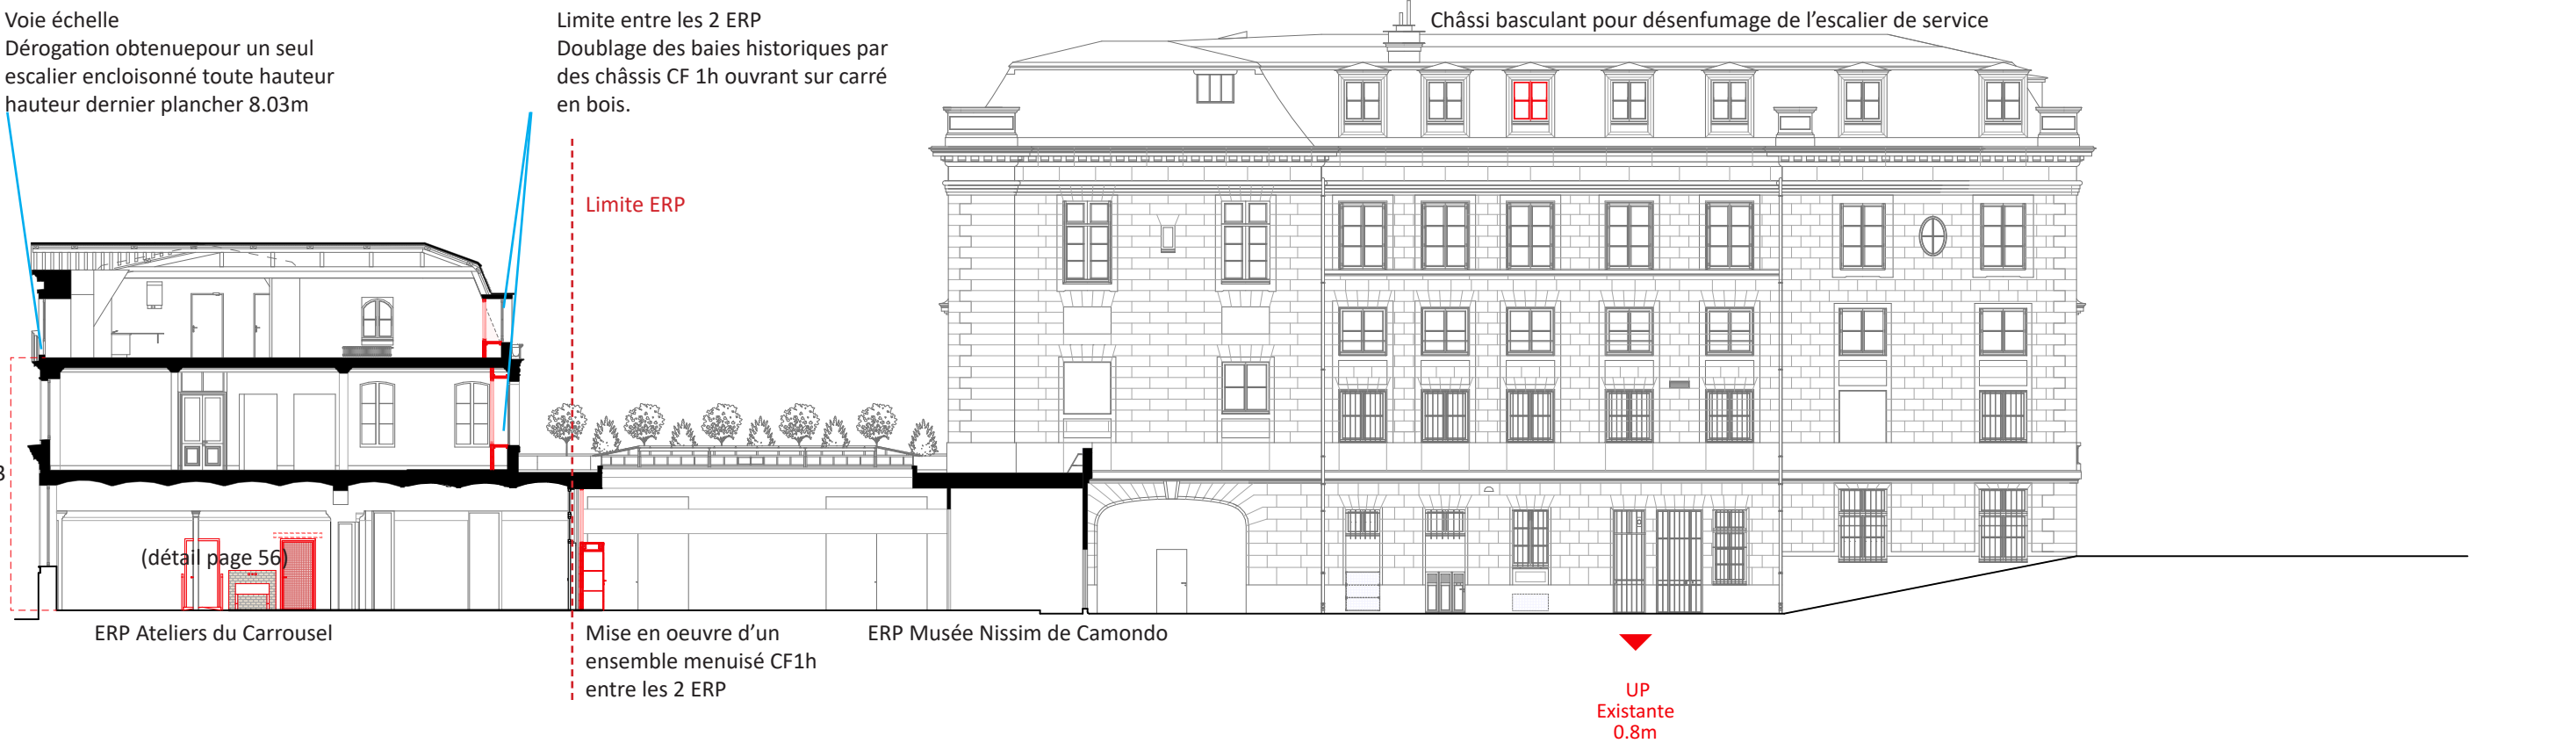 Voie échelle
Dérogation obtenuepour un seul
escalier encloisonné toute hauteur
hauteur dernier plancher 8.03m
Limite entre les 2 ERP
Doublage des baies historiques par
des châssis CF 1h ouvrant sur carré
en bois.
Châssi basculant pour désenfumage de l'escalier de service
Limite ERP
3
(détail page 56)
ERP Ateliers du Carrousel
Mise en oeuvre d'un
ensemble menuisé CF1h
entre les 2 ERP
ERP Musée Nissim de Camondo
UP
Existante
0.8m